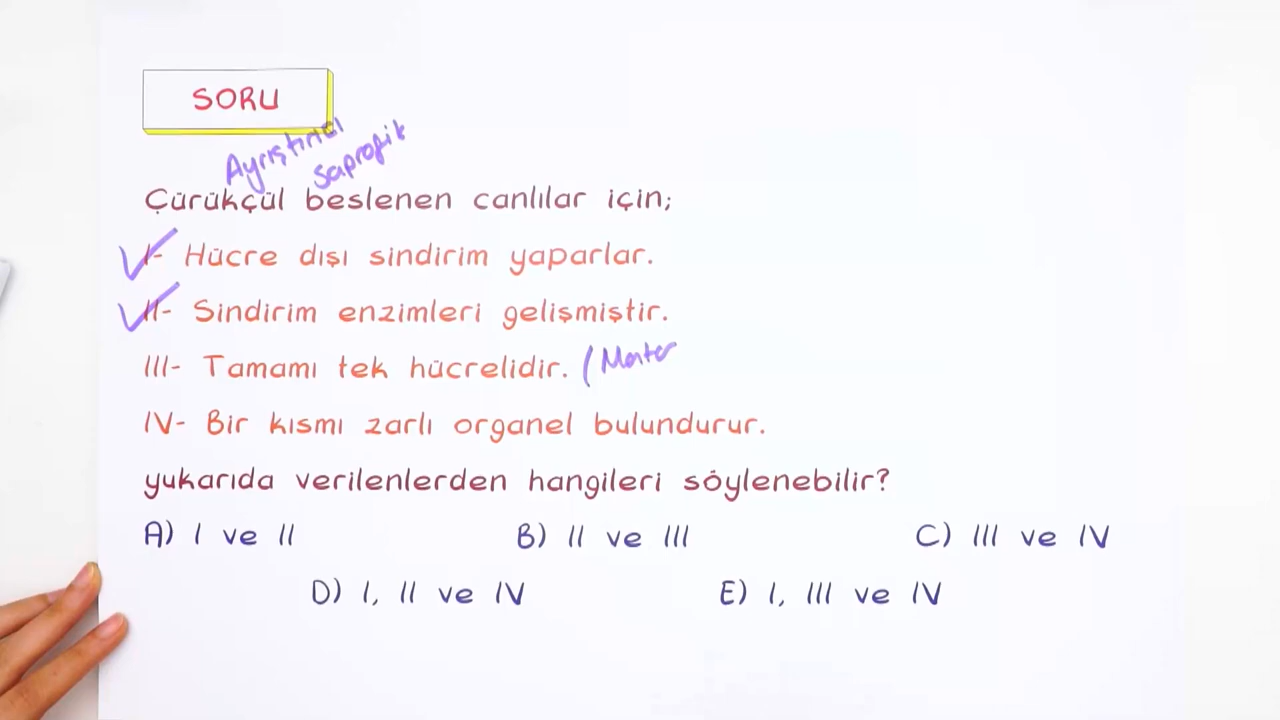 SORU
Ayrıştırıcı
saprofit
Çürükçül beslenen canlılar için;
I- Hücre dışı sindirim yaparlar.
II- Sindirim enzimleri gelişmiştir.
III- Tamamı tek hücrelidir. (Mantar
IV- Bir kısmı zarlı organel bulundurur.
yukarıda verilenlerden hangileri söylenebilir?
A) I ve II B) II ve III C) III ve IV
D) I, II ve IV E) I, III ve IV